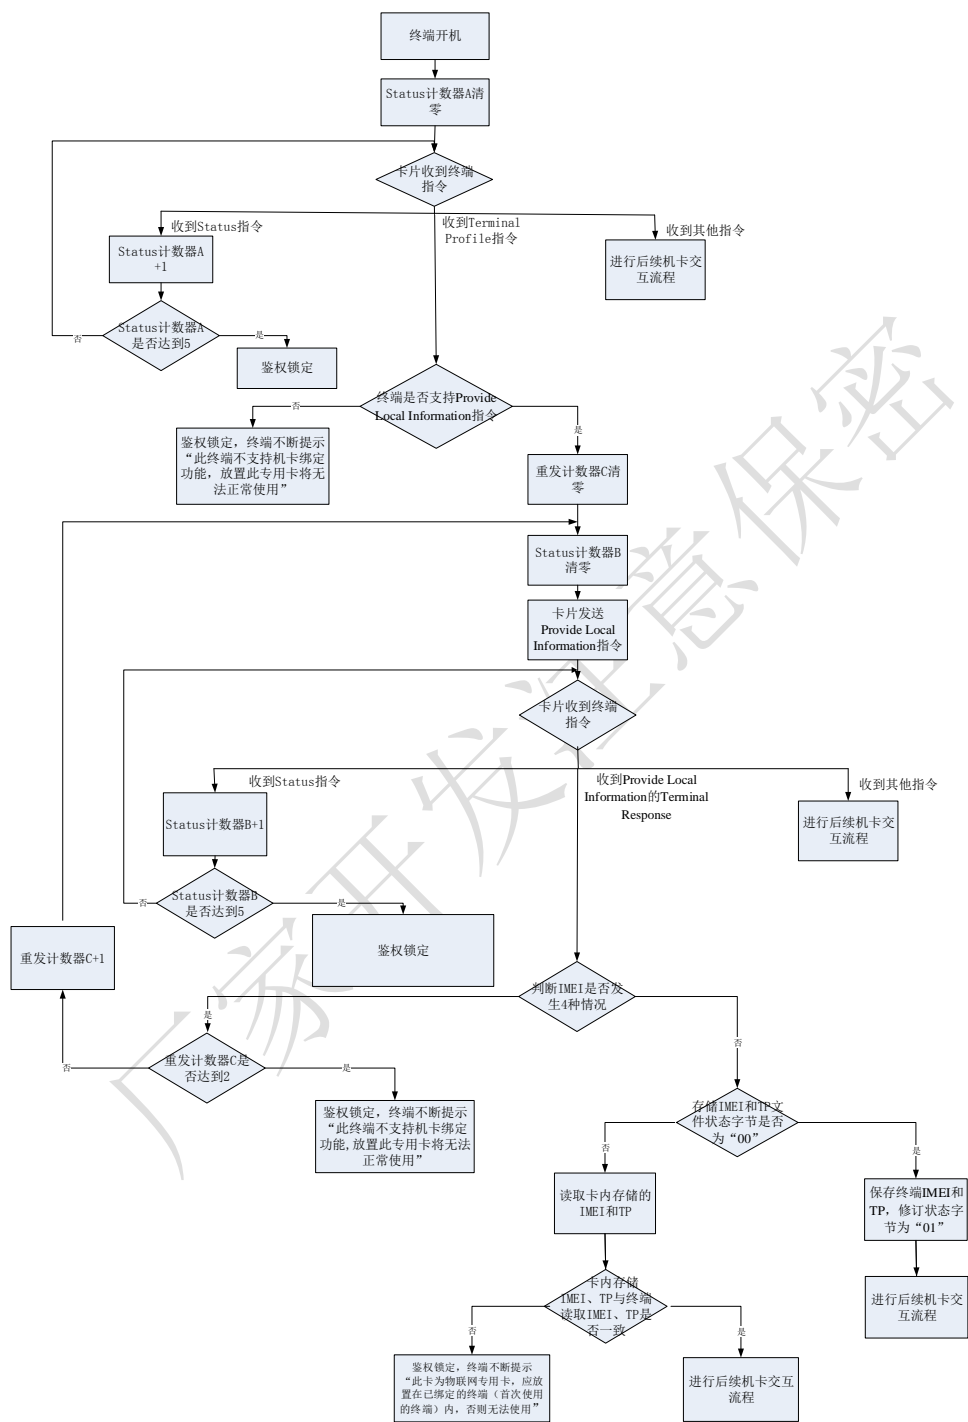 终端开机
Status计数器A清
零
卡片收到终端
指令
收到Status指令
收到Terminal
Profile指令
收到其他指令
Status计数器A
+1
进行后续机卡交
互流程
Status计数器A
是否达到5
否
是
鉴权锁定
终端是否支持Provide
Local Information指令
否
是
鉴权锁定，终端不断提示
“此终端不支持机卡绑定
功能，放置此专用卡将无
法正常使用”
重发计数器C清
零
Status计数器B
清零
卡片发送
Provide Local
Information指令
卡片收到终端
指令
收到Status指令
收到Provide Local
Information的Terminal
Response
收到其他指令
Status计数器B+1
进行后续机卡交
互流程
Status计数器B
是否达到5
否
是
鉴权锁定
重发计数器C+1
判断IMEI是否发
生4种情况
是
否
重发计数器C是
否达到2
否
是
鉴权锁定，终端不断提示
“此终端不支持机卡绑定
功能,放置此专用卡将无法
正常使用”
存储IMEI和TP文
件状态字节是否
为“00”
否
是
读取卡内存储的
IMEI和TP
保存终端IMEI和
TP，修订状态字
节为“01”
卡内存储
IMEI、TP与终端
读取IMEI、TP是
否一致
进行后续机卡交
互流程
否
是
鉴权锁定，终端不断提示
“此卡为物联网专用卡，应放
置在已绑定的终端（首次使用
的终端）内，否则无法使用”
进行后续机卡交互
流程
厂家开发注意保密